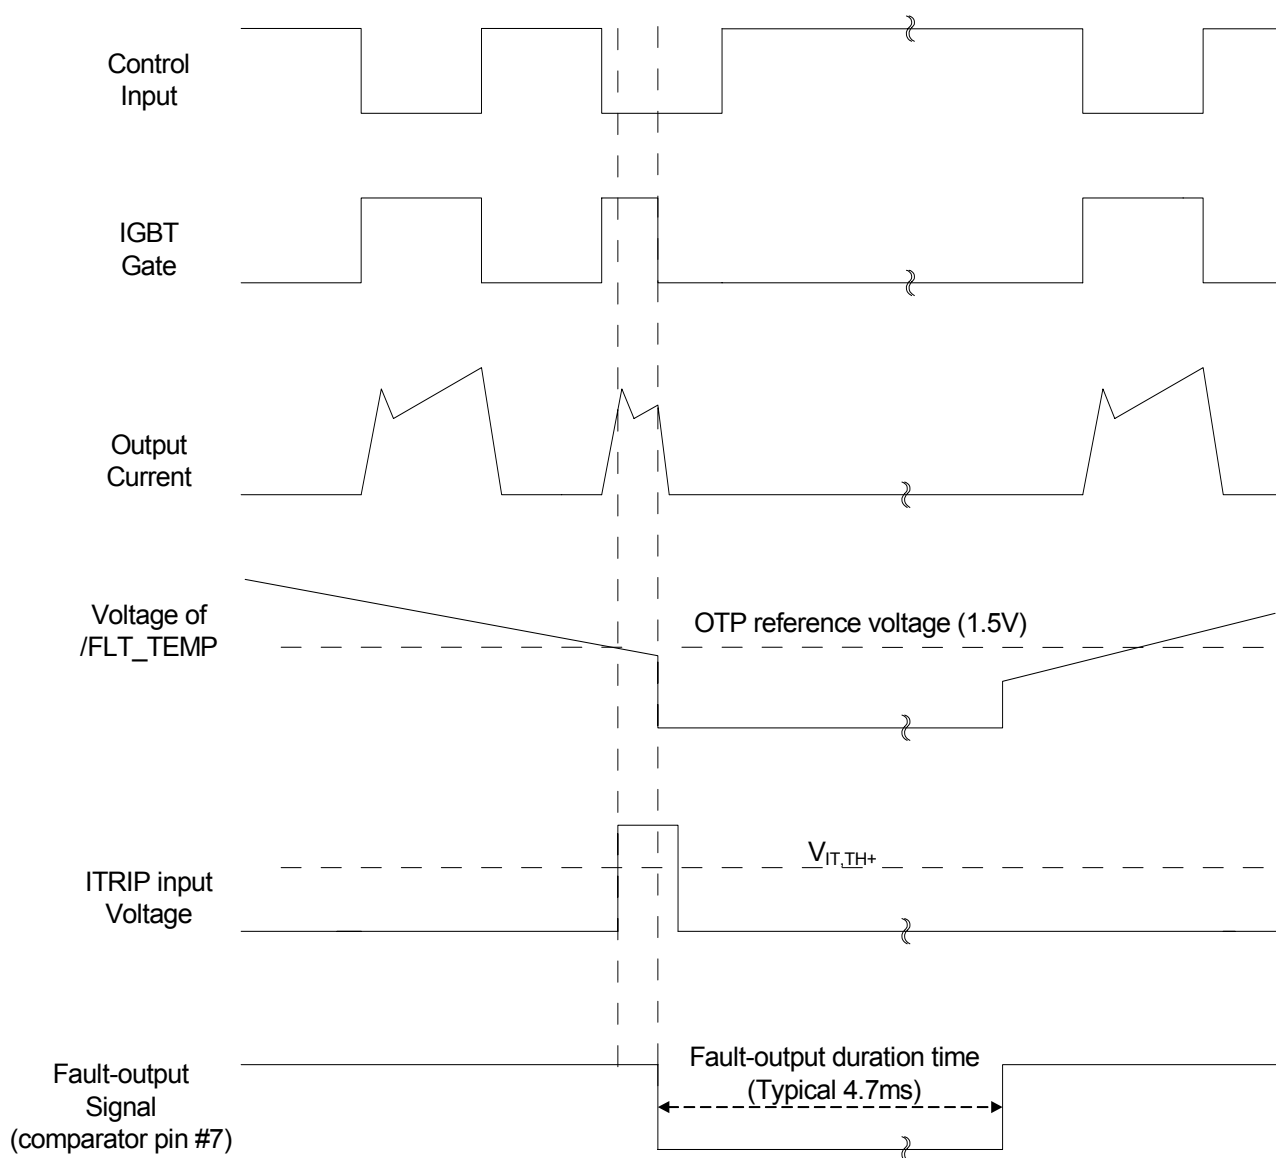 Control
Input
IGBT
Gate
Output
Current
Voltage of
/FLT_TEMP
OTP reference voltage (1.5V)
V_IT,TH+
ITRIP input
Voltage
Fault-output duration time
(Typical 4.7ms)
Fault-output
Signal
(comparator pin #7)